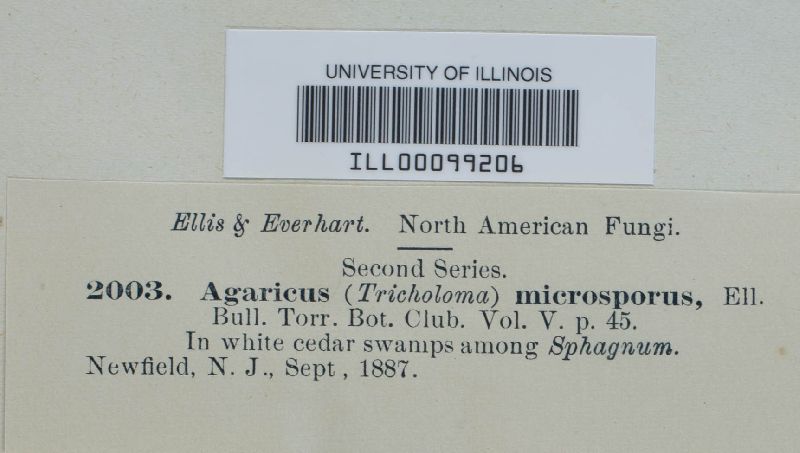 UNIVERSITY OF ILLINOIS
ILL00099206
Ellis & Everhart. North American Fungi.
Second Series.
2003. Agaricus (Tricholoma) microsporus, Ell.
Bull. Torr. Bot. Club. Vol. V. p. 45.
In white cedar swamps among Sphagnum.
Newfield, N. J., Sept, 1887.